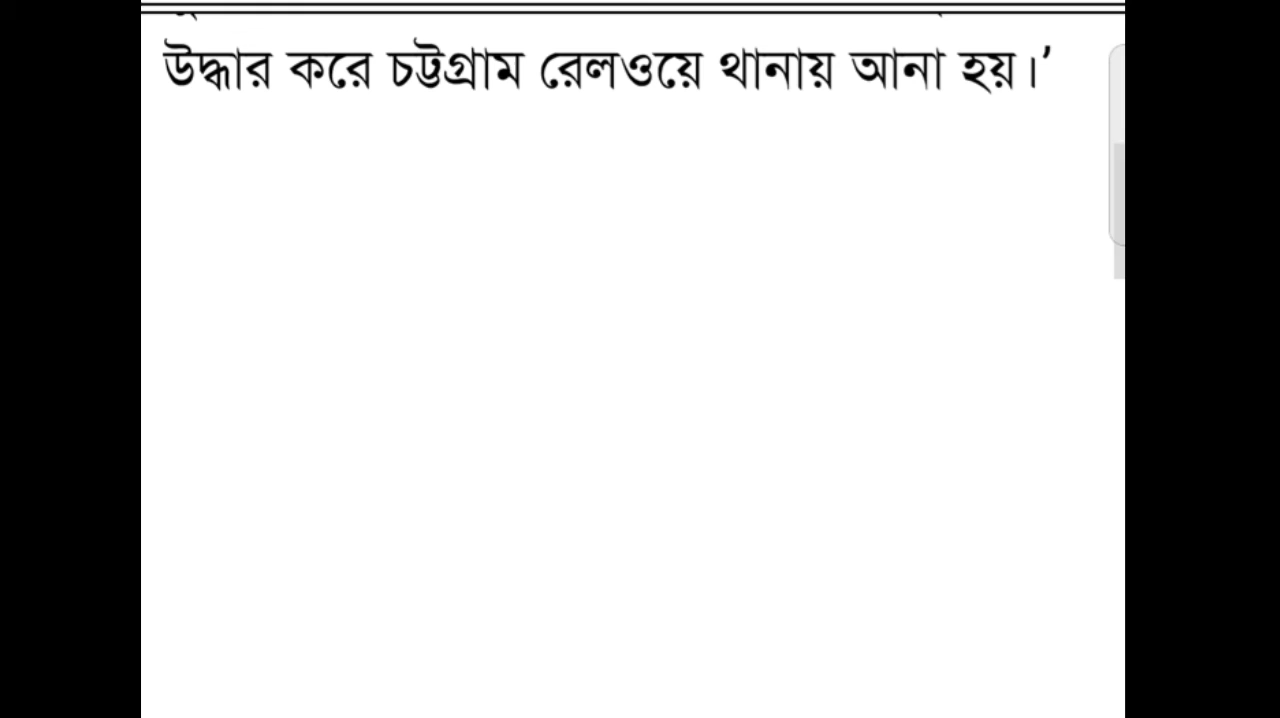 উদ্ধার করে চট্টগ্রাম রেলওয়ে থানায় আনা হয়।’